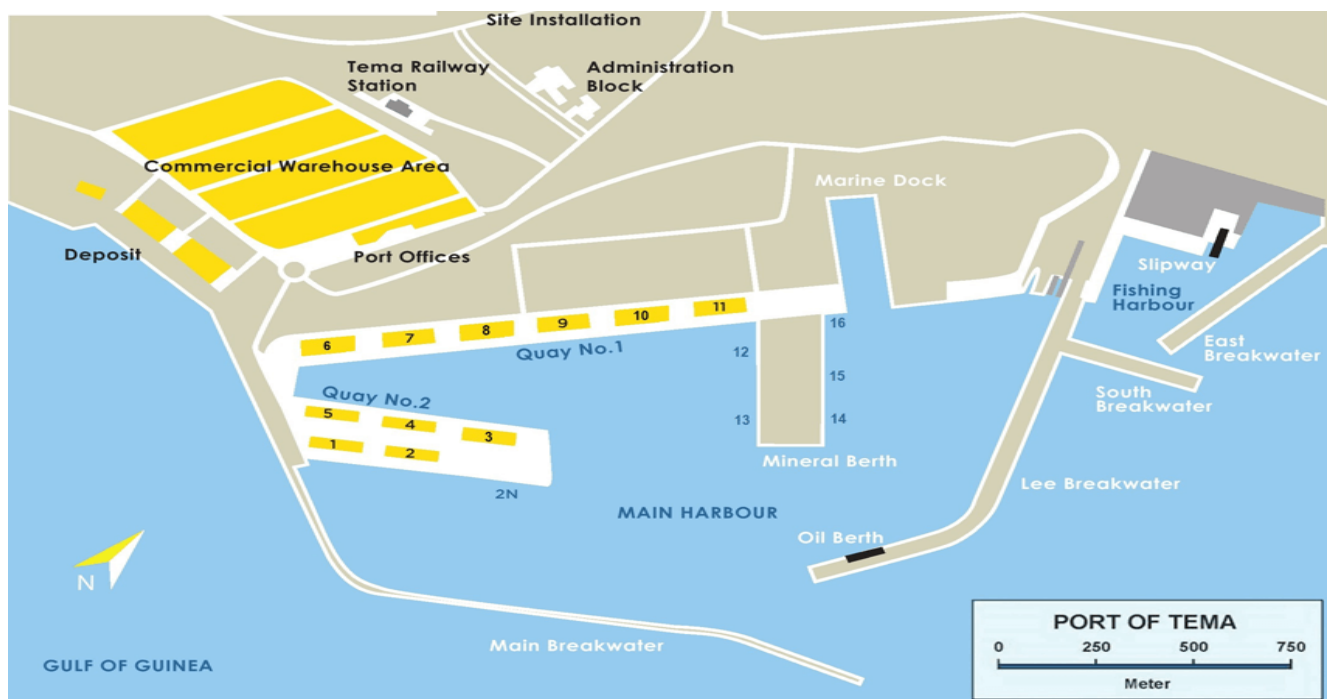 Site Installation
Tema Railway
Station
Administration
Block
Commercial Warehouse Area
Marine Dock
Deposit
Port Offices
Slipway
Fishing
Harbour
6
7
8
9
10
11
Quay No.1
16
12
15
East
Breakwater
Quay No.2
5
4
3
1
2
13
14
South
Breakwater
Mineral Berth
2N
MAIN HARBOUR
Lee Breakwater
Oil Berth
N
Main Breakwater
GULF OF GUINEA
PORT OF TEMA
0 250 500 750
Meter